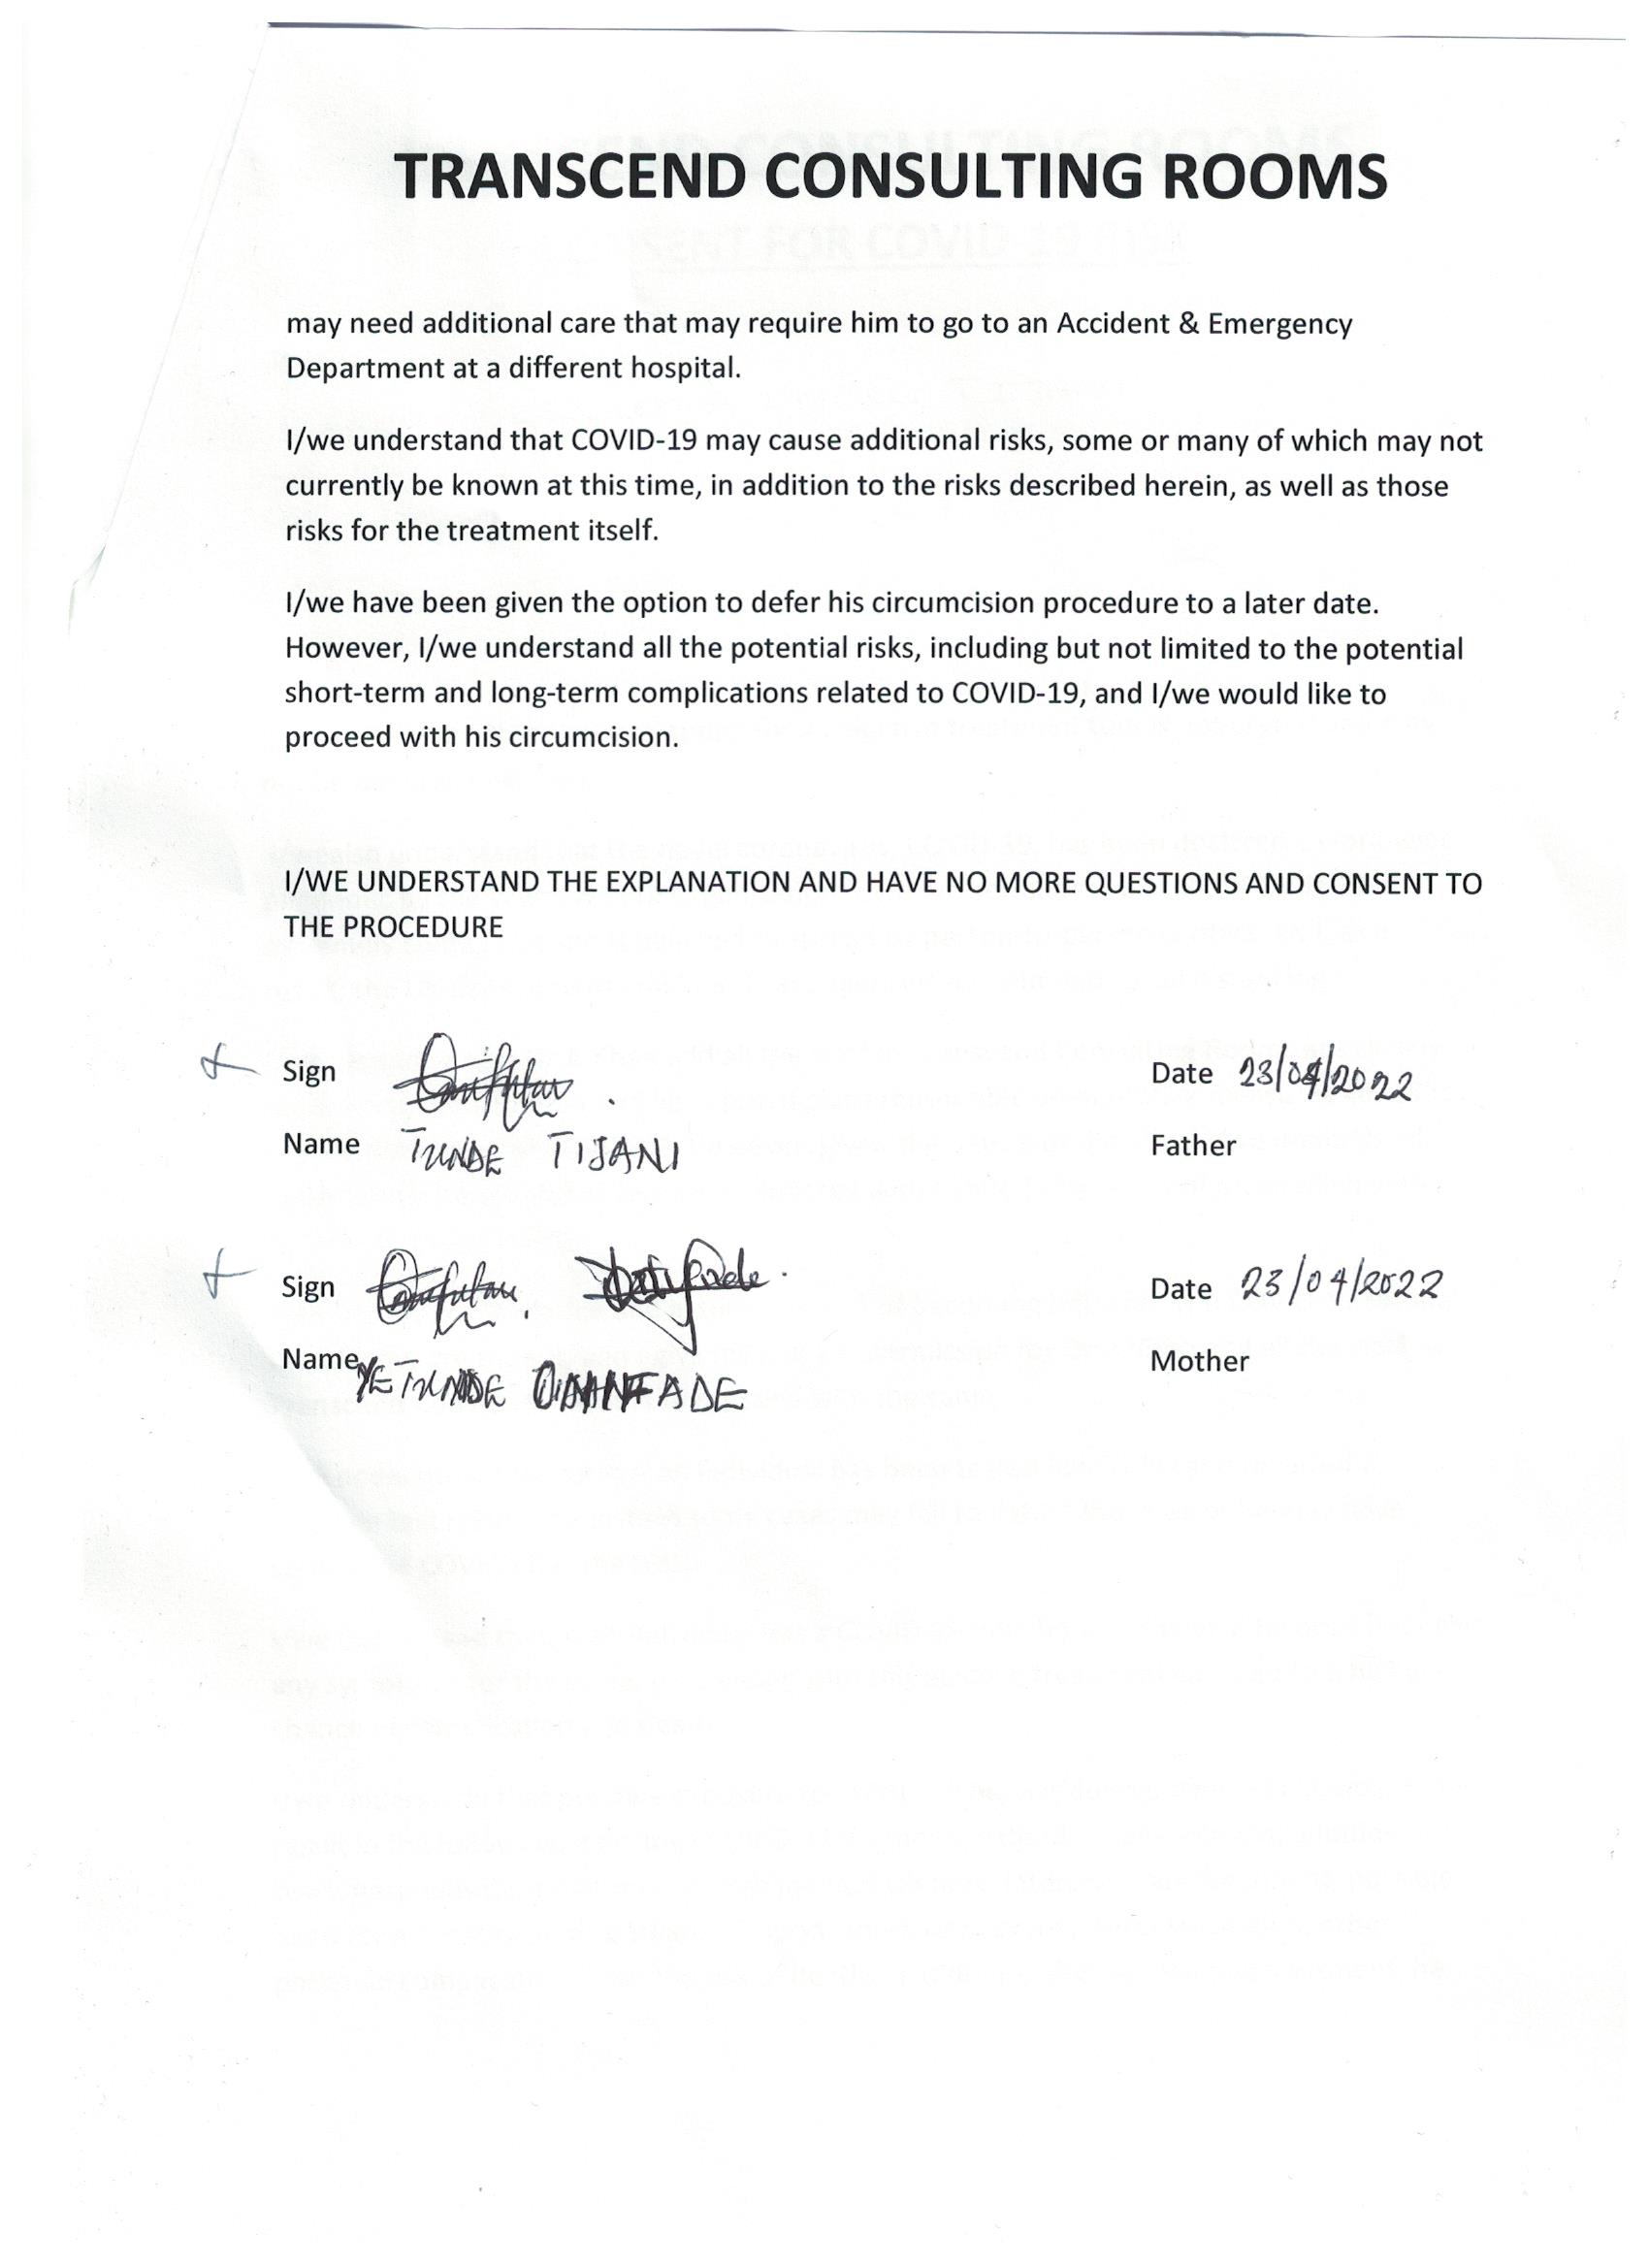 TRANSCEND CONSULTING ROOMS
may need additional care that may require him to go to an Accident & Emergency
Department at a different hospital.
I/we understand that COVID-19 may cause additional risks, some or many of which may not
currently be known at this time, in addition to the risks described herein, as well as those
risks for the treatment itself.
I/we have been given the option to defer his circumcision procedure to a later date.
However, I/we understand all the potential risks, including but not limited to the potential
short-term and long-term complications related to COVID-19, and I/we would like to
proceed with his circumcision.
I/WE UNDERSTAND THE EXPLANATION AND HAVE NO MORE QUESTIONS AND CONSENT TO
THE PROCEDURE
Sign Date 23/04/2022
Name TUNDE TIJANI Father
Sign Date 23/04/2022
Name YETUNDE Mother